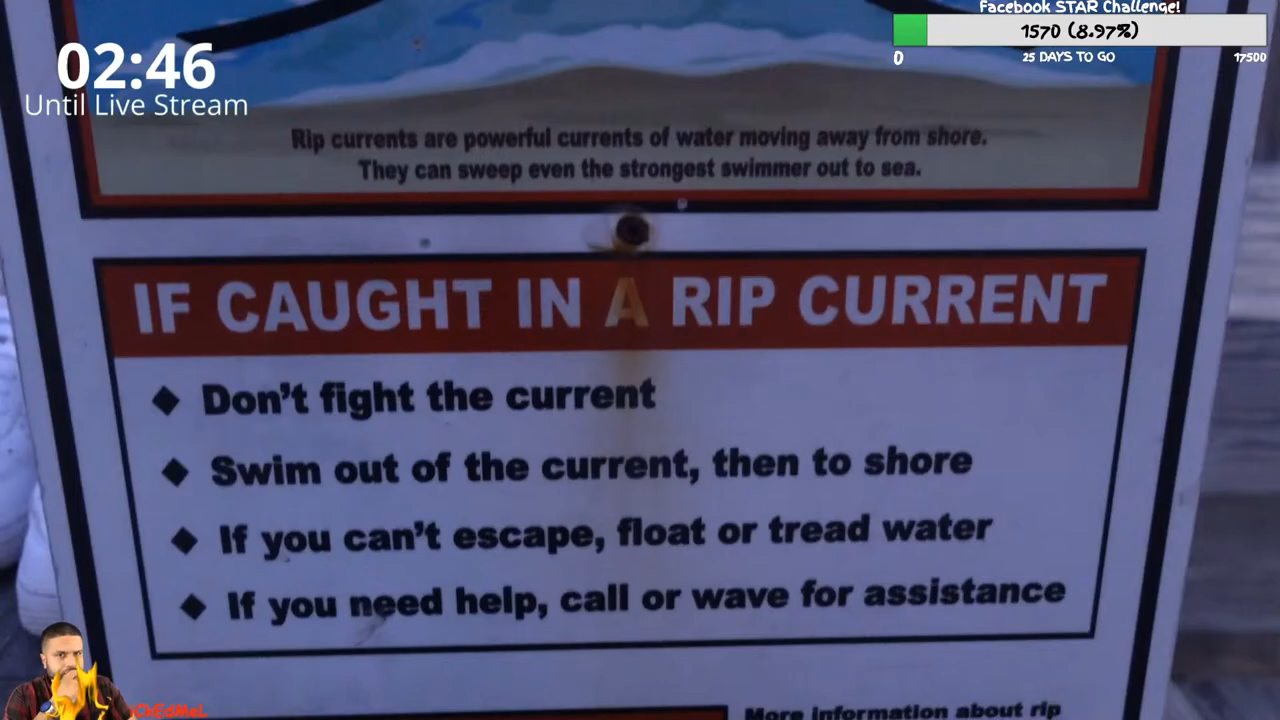 Facebook STAR Challenge!
1570 (8.97%)
0
25 DAYS TO GO
17500
02:46
Until Live Stream
Rip currents are powerful currents of water moving away from shore.
They can sweep even the strongest swimmer out to sea.
IF CAUGHT IN A RIP CURRENT
◆ Don't fight the current
◆ Swim out of the current, then to shore
◆ If you can't escape, float or tread water
◆ If you need help, call or wave for assistance
More information about rip